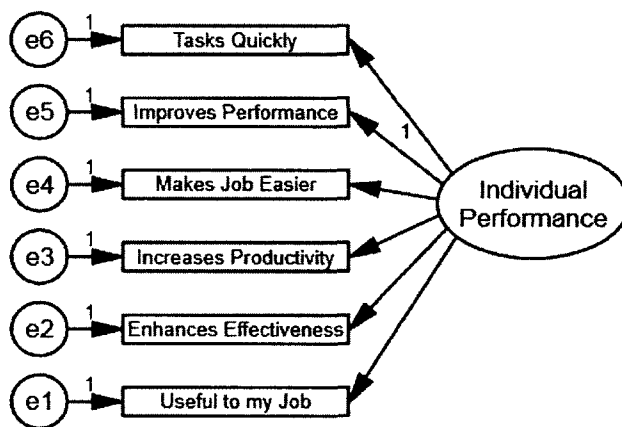 e6 1 Tasks Quickly
e5 1 Improves Performance 1
e4 1 Makes Job Easier
Individual
Performance
e3 1 Increases Productivity
e2 1 Enhances Effectiveness
e1 1 Useful to my Job